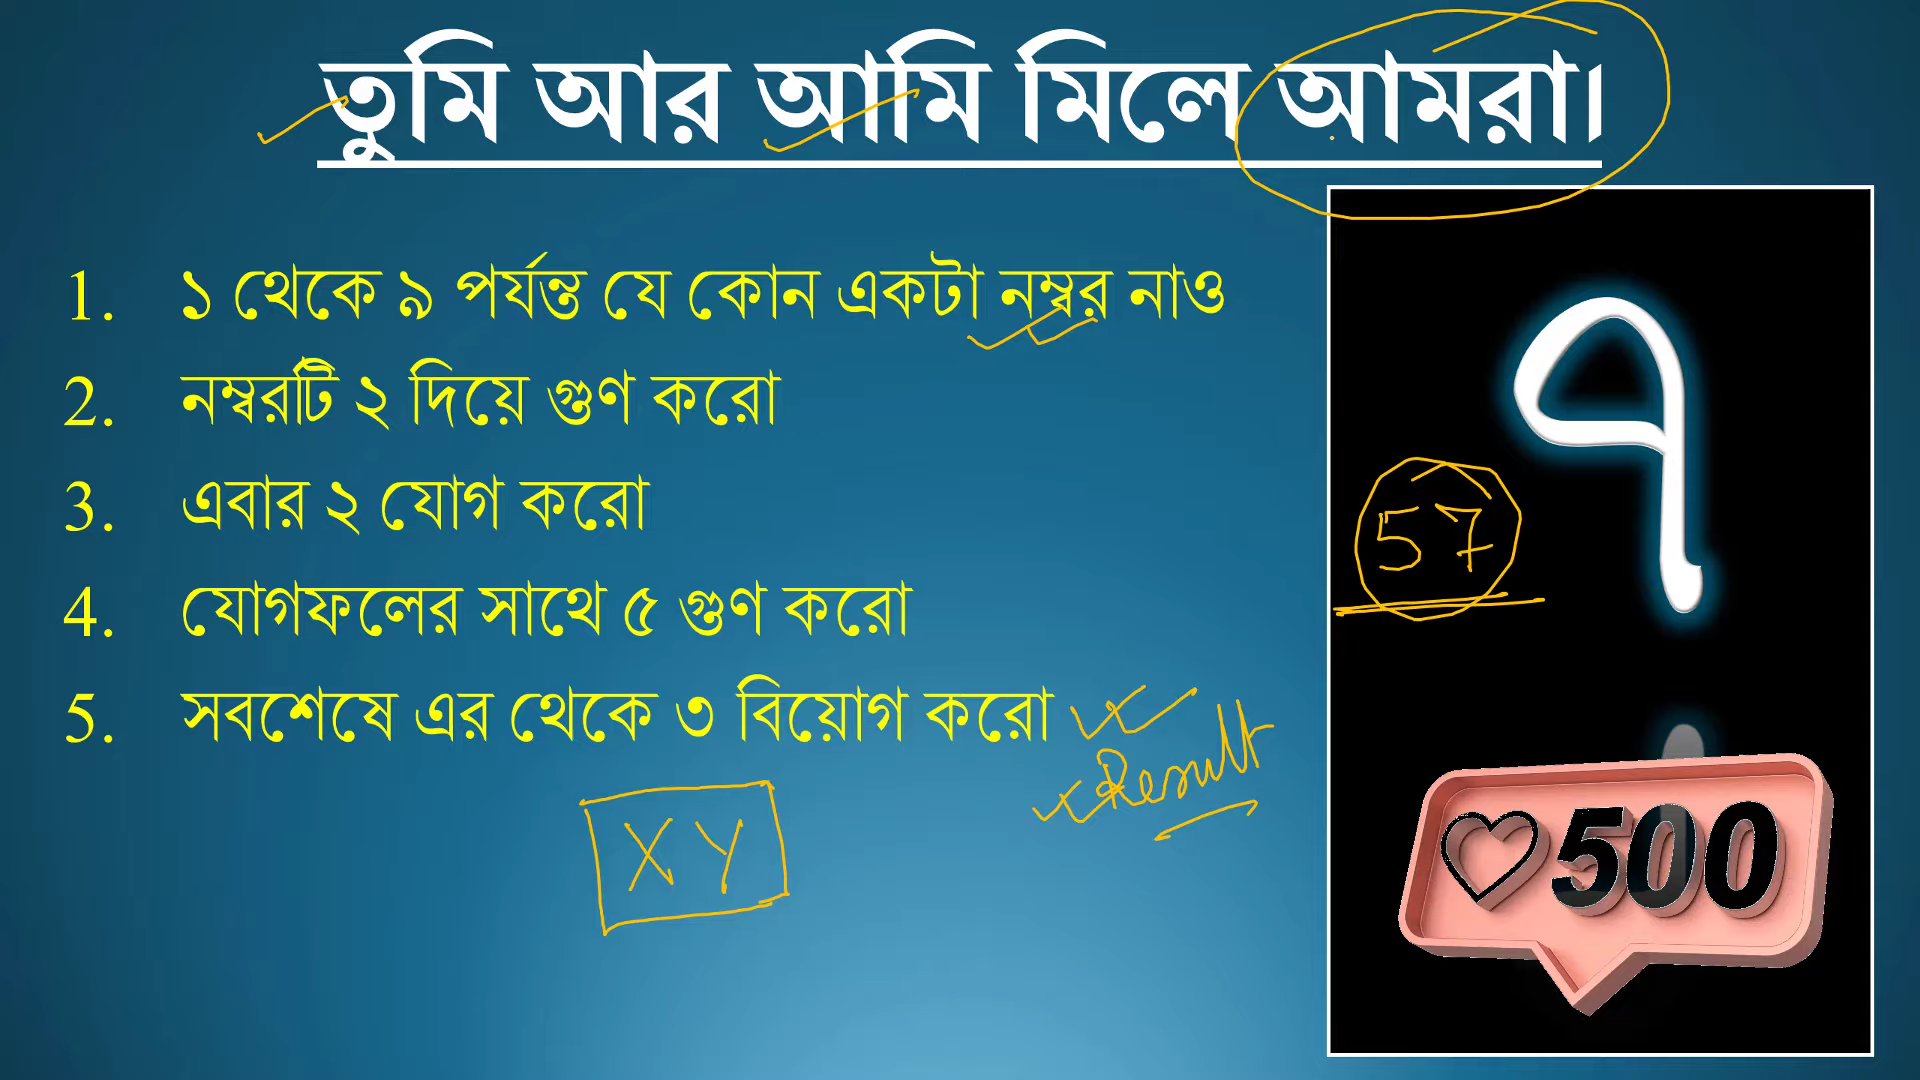 তুমি আর আমি মিলে আমরা।
1. ১ থেকে ৯ পর্যন্ত যে কোন একটা নম্বর নাও
2. নম্বরটি ২ দিয়ে গুণ করো
3. এবার ২ যোগ করো
4. যোগফলের সাথে ৫ গুণ করো
5. সবশেষে এর থেকে ৩ বিয়োগ করো
Result
XY
৭
57
500